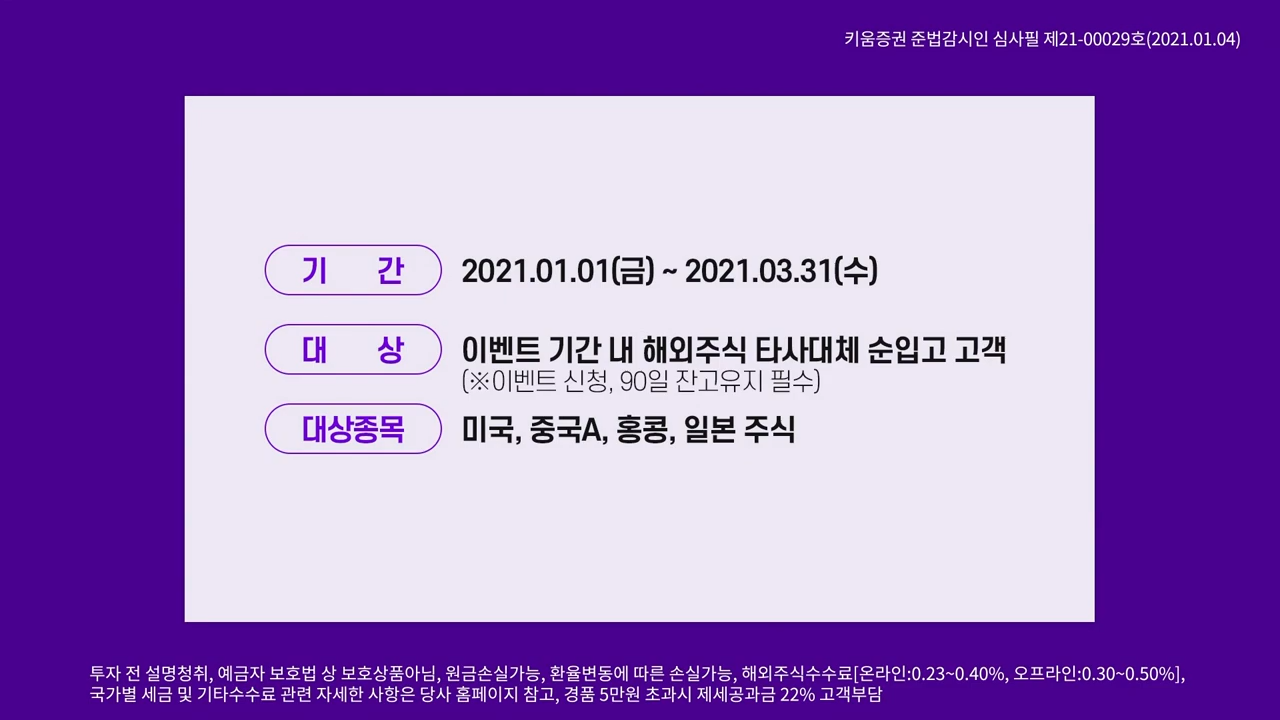 키움증권 준법감시인 심사필 제21-00029호(2021.01.04)
기 간 2021.01.01(금) ~ 2021.03.31(수)
대 상 이벤트 기간 내 해외주식 타사대체 순입고 고객
(※이벤트 신청, 90일 잔고유지 필수)
대상종목 미국, 중국A, 홍콩, 일본 주식
투자 전 설명청취, 예금자 보호법 상 보호상품아님, 원금손실가능, 환율변동에 따른 손실가능, 해외주식수수료[온라인:0.23~0.40%, 오프라인:0.30~0.50%],
국가별 세금 및 기타수수료 관련 자세한 사항은 당사 홈페이지 참고, 경품 5만원 초과시 제세공과금 22% 고객부담